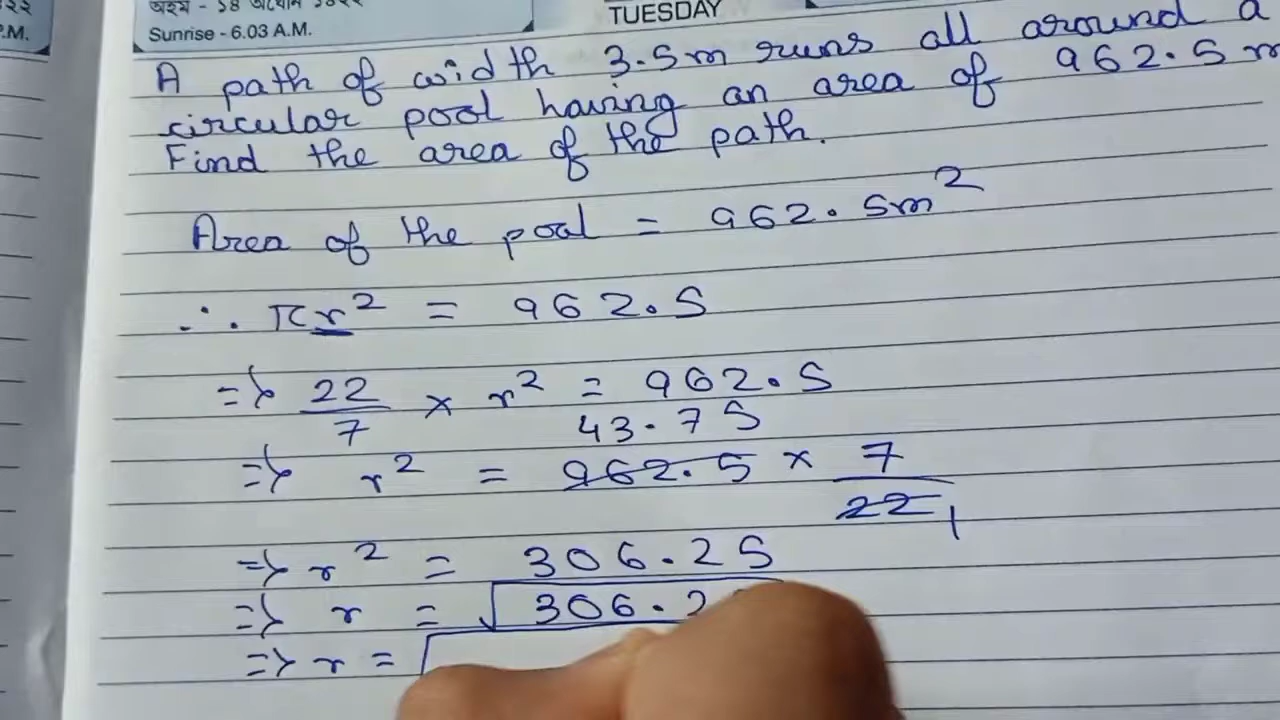 ২২
P.M.
Sunrise - 6.03 A.M.
TUESDAY
A path of width 3.5m runs all around a
circular pool having an area of 962.5 m
Find the area of the path.
Area of the pool = 962.5m²
∴ πr² = 962.5
=> 22/7 × r² = 962.5
43.75
=> r² = 962.5 × 7/22 1
=> r² = 306.25
=> r = √306.2
=> r = √